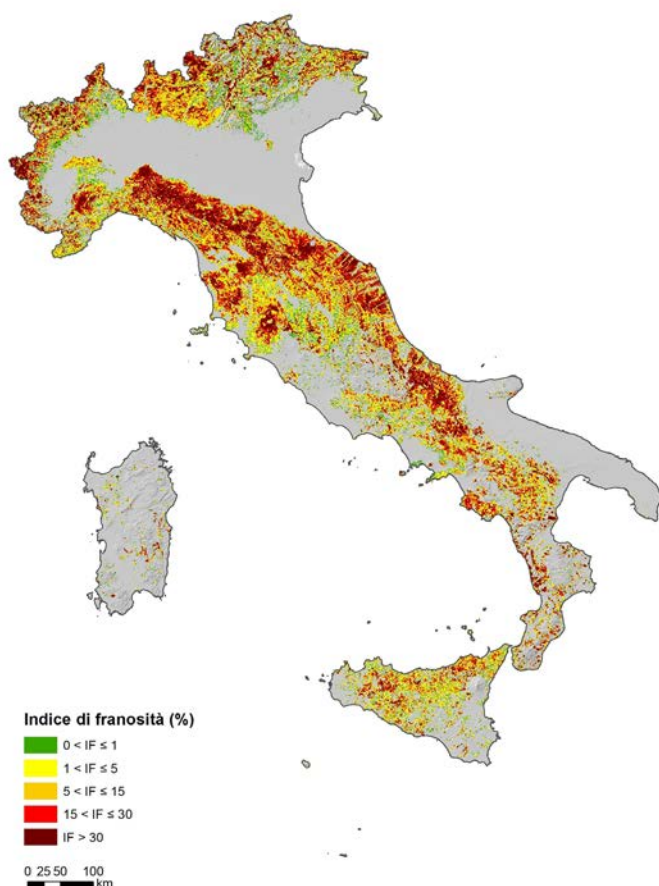 Indice di franosità (%)
0 < IF ≤ 1
1 < IF ≤ 5
5 < IF ≤ 15
15 < IF ≤ 30
IF > 30
0 25 50 100
km